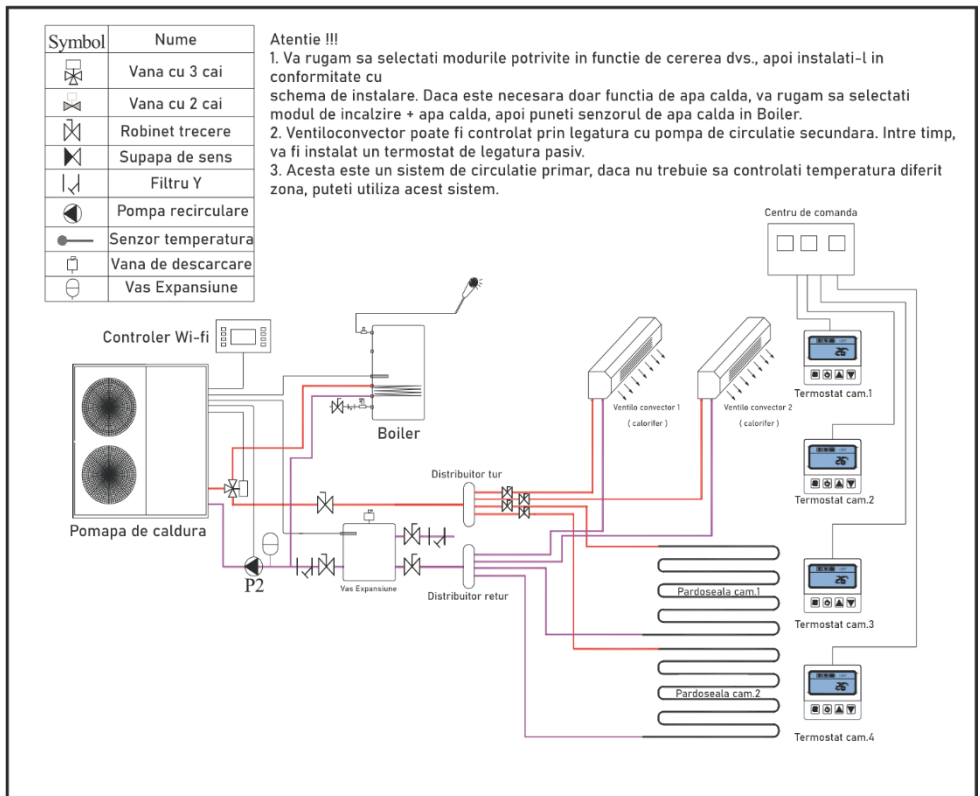 Symbol Nume
Vana cu 3 cai
Vana cu 2 cai
Robinet trecere
Supapa de sens
Filtru Y
Pompa recirculare
Senzor temperatura
Vana de descarcare
Vas Expansiune
Atentie !!!
1. Va rugam sa selectati modurile potrivite in functie de cererea dvs., apoi instalati-l in
conformitate cu
schema de instalare. Daca este necesara doar functia de apa calda, va rugam sa selectati
modul de incalzire + apa calda, apoi puneti senzorul de apa calda in Boiler.
2. Ventiloconvector poate fi controlat prin legatura cu pompa de circulatie secundara. Intre timp,
va fi instalat un termostat de legatura pasiv.
3. Acesta este un sistem de circulatie primar, daca nu trebuie sa controlati temperatura diferit
zona, puteti utiliza acest sistem.
Centru de comanda
Controler Wi-fi
Boiler
Ventilo convector 1
( calorifer )
Ventilo convector 2
( calorifer )
Termostat cam.1
Distribuitor tur
Termostat cam.2
Pomapa de caldura
P2
Vas Expansiune
Distribuitor retur
Pardoseala cam.1
Termostat cam.3
Pardoseala cam.2
Termostat cam.4